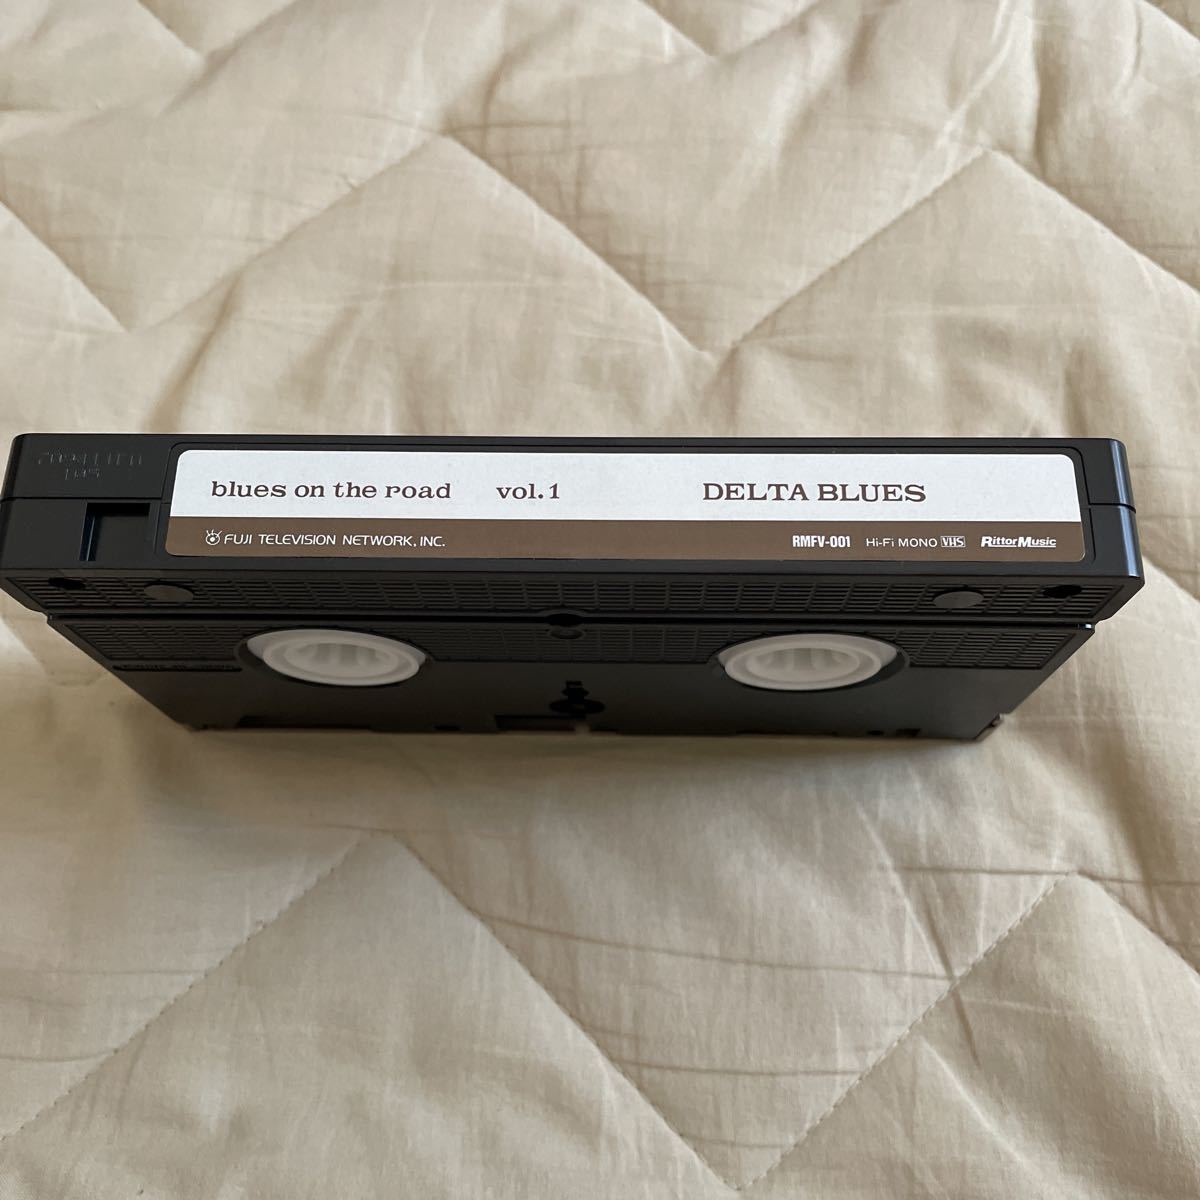 blues on the road vol.1 DELTA BLUES
FUJI TELEVISION NETWORK, INC. RMFV-001 Hi-Fi MONO VHS RittorMusic